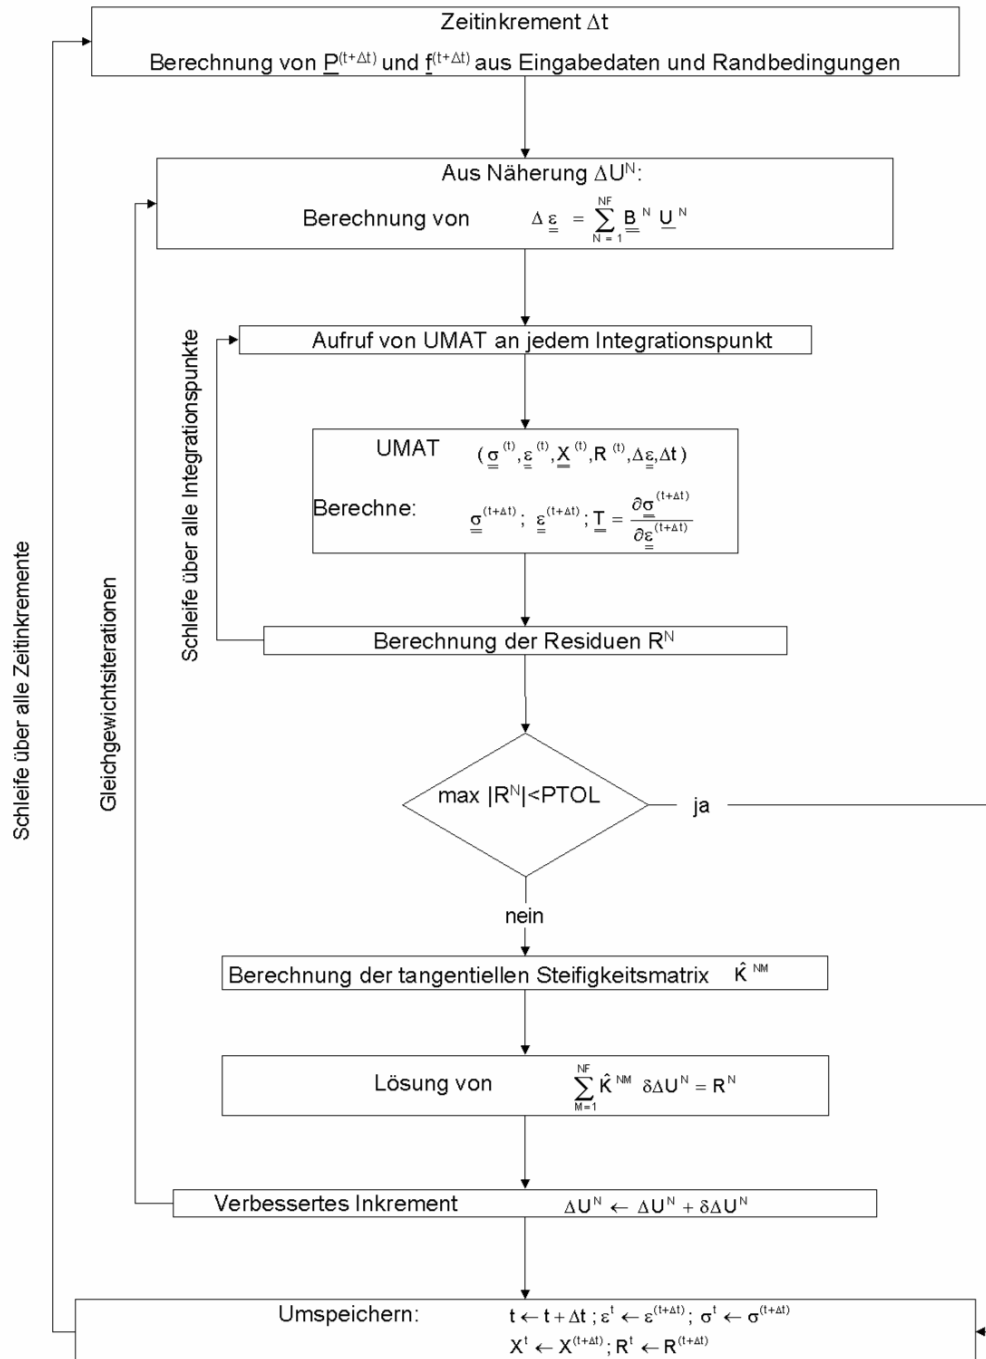 Zeitinkrement Δt
Berechnung von P^(t+Δt) und f^(t+Δt) aus Eingabedaten und Randbedingungen
Aus Näherung ΔU^N:
Berechnung von Δ ε = ∑_{N = 1}^{NF} B^N U^N
Aufruf von UMAT an jedem Integrationspunkt
UMAT (σ^(t), ε^(t), X^(t), R^(t), Δε, Δt)
Berechne: σ^(t+Δt); ε^(t+Δt); T = ∂σ^(t+Δt) / ∂ε^(t+Δt)
Berechnung der Residuen R^N
max |R^N|<PTOL
ja
nein
Berechnung der tangentiellen Steifigkeitsmatrix K̂^NM
Lösung von ∑_{M=1}^{NF} K̂^NM δΔU^N = R^N
Verbessertes Inkrement ΔU^N ← ΔU^N + δΔU^N
Umspeichern: t ← t + Δt ; ε^t ← ε^(t+Δt); σ^t ← σ^(t+Δt)
X^t ← X^(t+Δt); R^t ← R^(t+Δt)
Schleife über alle Zeitinkremente
Gleichgewichtsiterationen
Schleife über alle Integrationspunkte